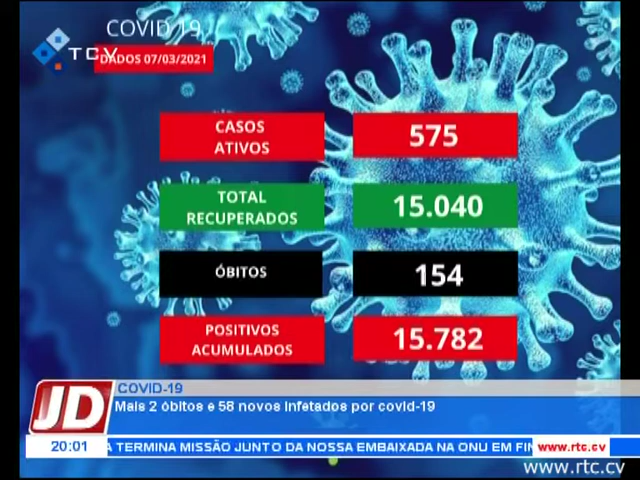 COVID 19
TCV
DADOS 07/03/2021
CASOS
ATIVOS
575
TOTAL
RECUPERADOS
15.040
ÓBITOS
154
POSITIVOS
ACUMULADOS
15.782
JD
COVID-19
Mais 2 óbitos e 58 novos infetados por covid-19
20:01
A TERMINA MISSÃO JUNTO DA NOSSA EMBAIXADA NA ONU EM FIN
www.rtc.cv
www.rtc.cv